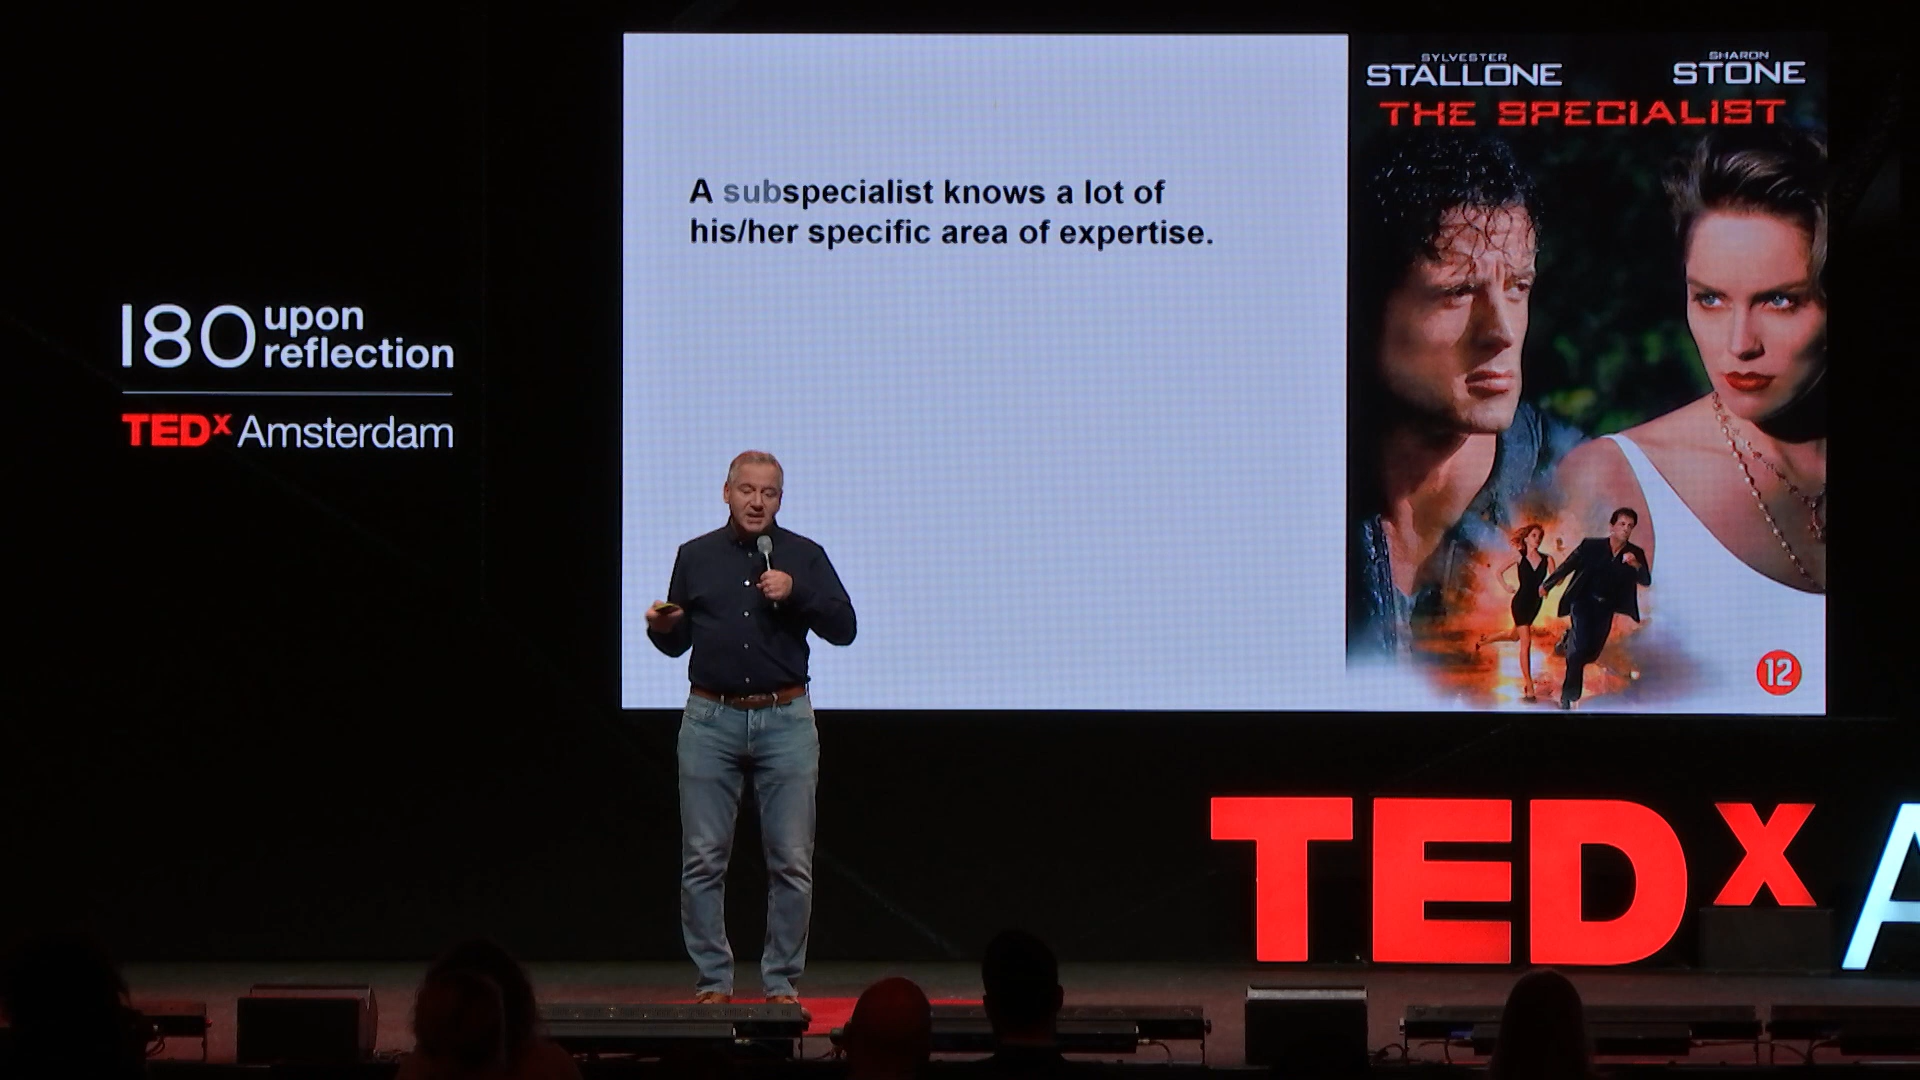 180 upon
reflection
TEDx Amsterdam
A subspecialist knows a lot of
his/her specific area of expertise.
SYLVESTER
STALLONE
SHARON
STONE
THE SPECIALIST
12
TEDx A